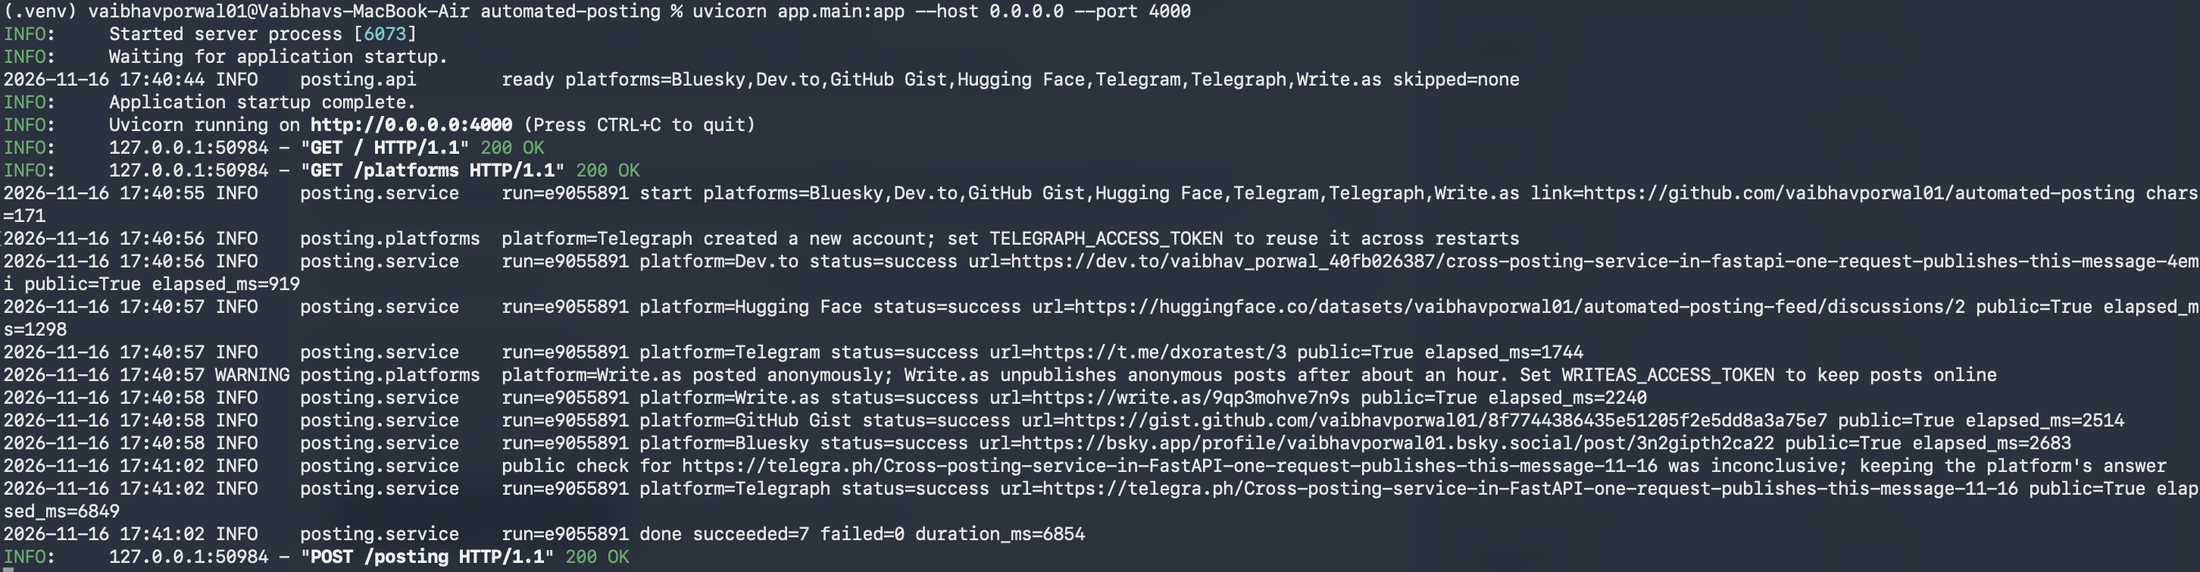 (.venv) vaibhavporwal01@Vaibhavs-MacBook-Air automated-posting % uvicorn app.main:app --host 0.0.0.0 --port 4000
INFO:     Started server process [6073]
INFO:     Waiting for application startup.
2026-11-16 17:40:44 INFO    posting.api        ready platforms=Bluesky,Dev.to,GitHub Gist,Hugging Face,Telegram,Telegraph,Write.as skipped=none
INFO:     Application startup complete.
INFO:     Uvicorn running on http://0.0.0.0:4000 (Press CTRL+C to quit)
INFO:     127.0.0.1:50984 - "GET / HTTP/1.1" 200 OK
INFO:     127.0.0.1:50984 - "GET /platforms HTTP/1.1" 200 OK
2026-11-16 17:40:55 INFO    posting.service    run=e9055891 start platforms=Bluesky,Dev.to,GitHub Gist,Hugging Face,Telegram,Telegraph,Write.as link=https://github.com/vaibhavporwal01/automated-posting chars
=171
2026-11-16 17:40:56 INFO    posting.platforms  platform=Telegraph created a new account; set TELEGRAPH_ACCESS_TOKEN to reuse it across restarts
2026-11-16 17:40:56 INFO    posting.service    run=e9055891 platform=Dev.to status=success url=https://dev.to/vaibhav_porwal_40fb026387/cross-posting-service-in-fastapi-one-request-publishes-this-message-4em
i public=True elapsed_ms=919
2026-11-16 17:40:57 INFO    posting.service    run=e9055891 platform=Hugging Face status=success url=https://huggingface.co/datasets/vaibhavporwal01/automated-posting-feed/discussions/2 public=True elapsed_m
s=1298
2026-11-16 17:40:57 INFO    posting.service    run=e9055891 platform=Telegram status=success url=https://t.me/dxoratest/3 public=True elapsed_ms=1744
2026-11-16 17:40:57 WARNING posting.platforms  platform=Write.as posted anonymously; Write.as unpublishes anonymous posts after about an hour. Set WRITEAS_ACCESS_TOKEN to keep posts online
2026-11-16 17:40:58 INFO    posting.service    run=e9055891 platform=Write.as status=success url=https://write.as/9qp3mohve7n9s public=True elapsed_ms=2240
2026-11-16 17:40:58 INFO    posting.service    run=e9055891 platform=GitHub Gist status=success url=https://gist.github.com/vaibhavporwal01/8f7744386435e51205f2e5dd8a3a75e7 public=True elapsed_ms=2514
2026-11-16 17:40:58 INFO    posting.service    run=e9055891 platform=Bluesky status=success url=https://bsky.app/profile/vaibhavporwal01.bsky.social/post/3n2gipth2ca22 public=True elapsed_ms=2683
2026-11-16 17:41:02 INFO    posting.service    public check for https://telegra.ph/Cross-posting-service-in-FastAPI-one-request-publishes-this-message-11-16 was inconclusive; keeping the platform's answer
2026-11-16 17:41:02 INFO    posting.service    run=e9055891 platform=Telegraph status=success url=https://telegra.ph/Cross-posting-service-in-FastAPI-one-request-publishes-this-message-11-16 public=True elap
sed_ms=6849
2026-11-16 17:41:02 INFO    posting.service    run=e9055891 done succeeded=7 failed=0 duration_ms=6854
INFO:     127.0.0.1:50984 - "POST /posting HTTP/1.1" 200 OK